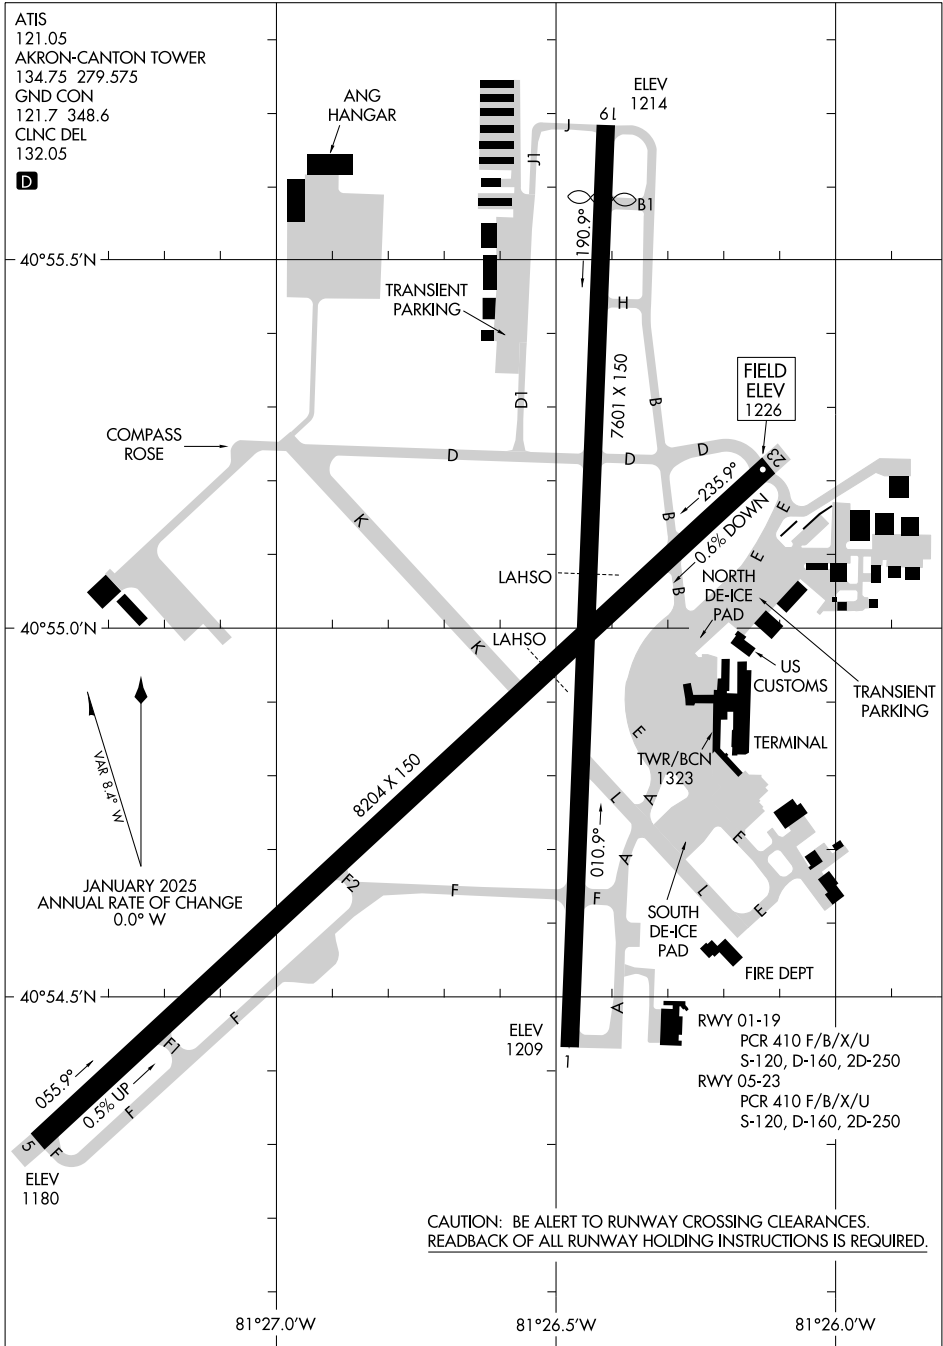 ATIS
121.05
AKRON-CANTON TOWER
134.75 279.575
GND CON
121.7 348.6
CLNC DEL
132.05
D
ANG
HANGAR
ELEV
1214
19
J
J1
B1
190.9°
40°55.5'N
TRANSIENT
PARKING
H
7601 X 150
FIELD
ELEV
1226
D1
B
COMPASS
ROSE
D
D
D
23
235.9°
0.6% DOWN
K
B
E
E
LAHSO
NORTH
DE-ICE
PAD
B
40°55.0'N
LAHSO
K
US
CUSTOMS
TRANSIENT
PARKING
E
TWR/BCN
1323
TERMINAL
VAR 8.4° W
8204 X 150
L
A
010.9°
E
A
JANUARY 2025
ANNUAL RATE OF CHANGE
0.0° W
F2
F
F
L
E
SOUTH
DE-ICE
PAD
FIRE DEPT
40°54.5'N
F
A
F1
ELEV
1209
1
RWY 01-19
PCR 410 F/B/X/U
S-120, D-160, 2D-250
RWY 05-23
PCR 410 F/B/X/U
S-120, D-160, 2D-250
055.9°
0.5% UP
F
5
F
ELEV
1180
CAUTION: BE ALERT TO RUNWAY CROSSING CLEARANCES.
READBACK OF ALL RUNWAY HOLDING INSTRUCTIONS IS REQUIRED.
81°27.0'W
81°26.5'W
81°26.0'W